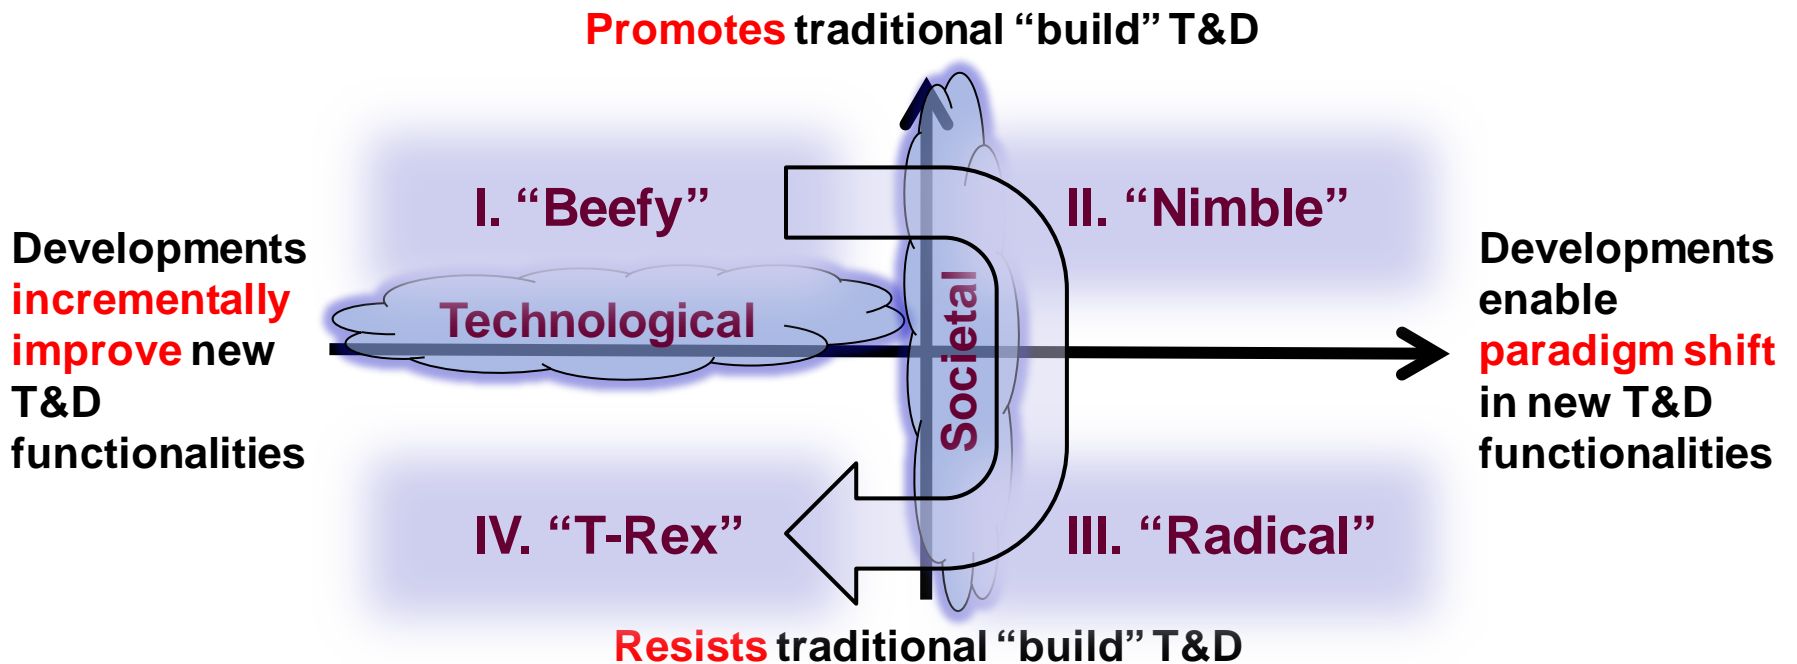 Promotes traditional “build” T&D
I. “Beefy”
II. “Nimble”
Developments
incrementally
improve new
T&D
functionalities
Technological
Societal
Developments
enable
paradigm shift
in new T&D
functionalities
IV. “T-Rex”
III. “Radical”
Resists traditional “build” T&D